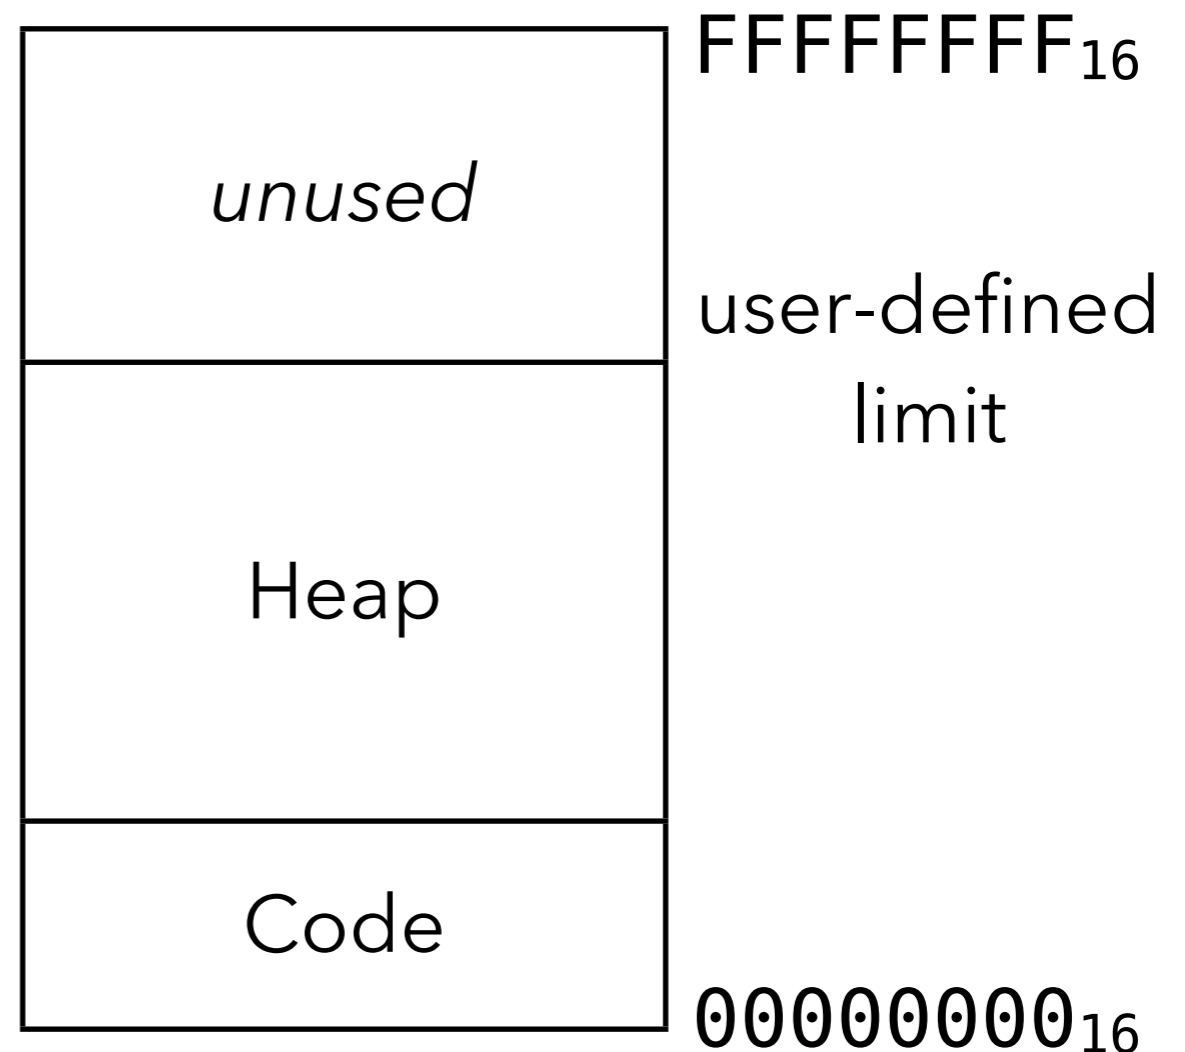 FFFFFFFF₁₆
unused
user-defined
limit
Heap
Code
00000000₁₆